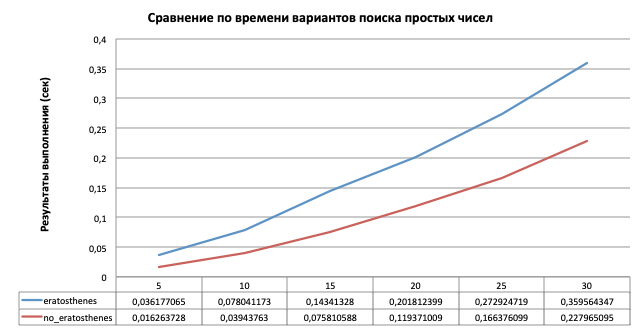 Сравнение по времени вариантов поиска простых чисел
Результаты выполнения (сек)
0,4
0,35
0,3
0,25
0,2
0,15
0,1
0,05
0
5 10 15 20 25 30
eratosthenes 0,036177065 0,078041173 0,14341328 0,201812399 0,272924719 0,359564347
no_eratosthenes 0,016263728 0,03943763 0,075810588 0,119371009 0,166376099 0,227965095